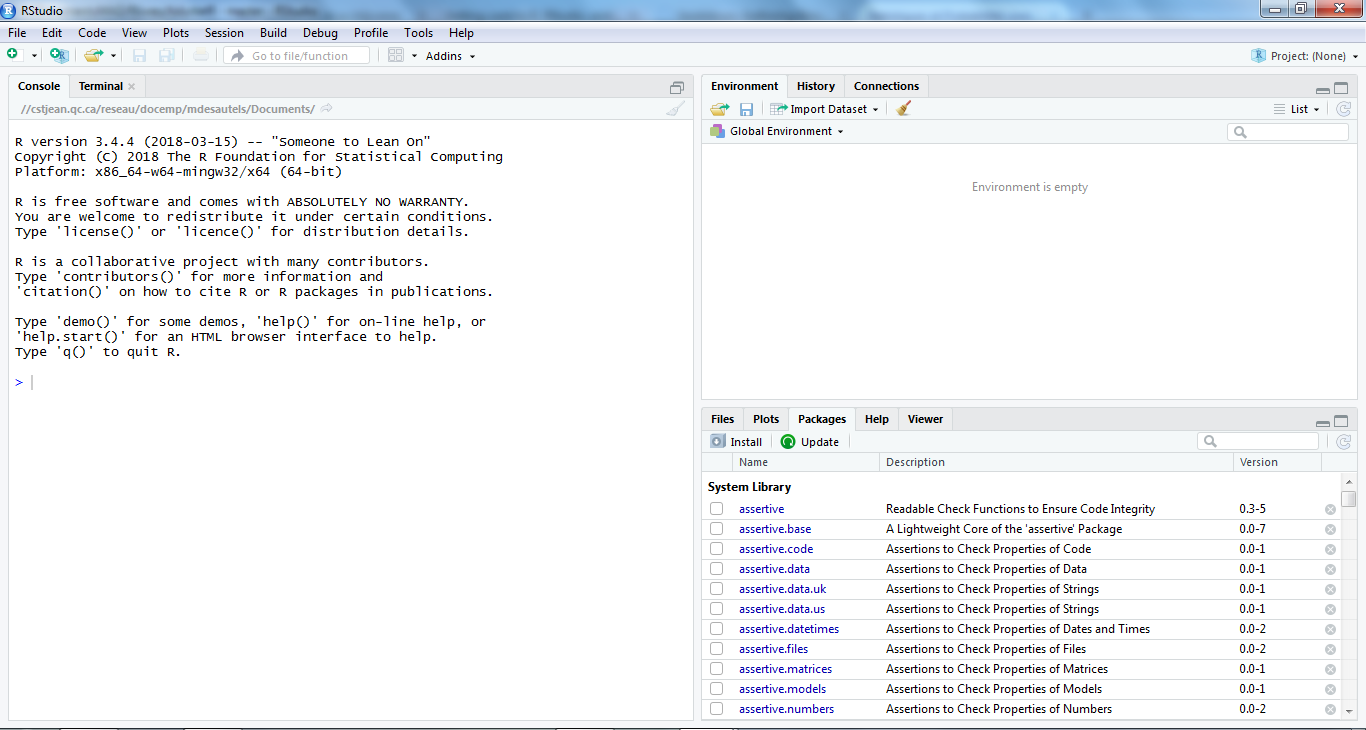 RStudio
File Edit Code View Plots Session Build Debug Profile Tools Help
Go to file/function Addins Project: (None)
Console Terminal
//cstjean.qc.ca/reseau/docemp/mdesautels/Documents/
R version 3.4.4 (2018-03-15) -- "Someone to Lean On"
Copyright (C) 2018 The R Foundation for Statistical Computing
Platform: x86_64-w64-mingw32/x64 (64-bit)
R is free software and comes with ABSOLUTELY NO WARRANTY.
You are welcome to redistribute it under certain conditions.
Type 'license()' or 'licence()' for distribution details.
R is a collaborative project with many contributors.
Type 'contributors()' for more information and
'citation()' on how to cite R or R packages in publications.
Type 'demo()' for some demos, 'help()' for on-line help, or
'help.start()' for an HTML browser interface to help.
Type 'q()' to quit R.
>
Environment History Connections
Import Dataset List
Global Environment
Environment is empty
Files Plots Packages Help Viewer
Install Update
Name Description Version
System Library
assertive Readable Check Functions to Ensure Code Integrity 0.3-5
assertive.base A Lightweight Core of the 'assertive' Package 0.0-7
assertive.code Assertions to Check Properties of Code 0.0-1
assertive.data Assertions to Check Properties of Data 0.0-1
assertive.data.uk Assertions to Check Properties of Strings 0.0-1
assertive.data.us Assertions to Check Properties of Strings 0.0-1
assertive.datetimes Assertions to Check Properties of Dates and Times 0.0-2
assertive.files Assertions to Check Properties of Files 0.0-2
assertive.matrices Assertions to Check Properties of Matrices 0.0-1
assertive.models Assertions to Check Properties of Models 0.0-1
assertive.numbers Assertions to Check Properties of Numbers 0.0-2